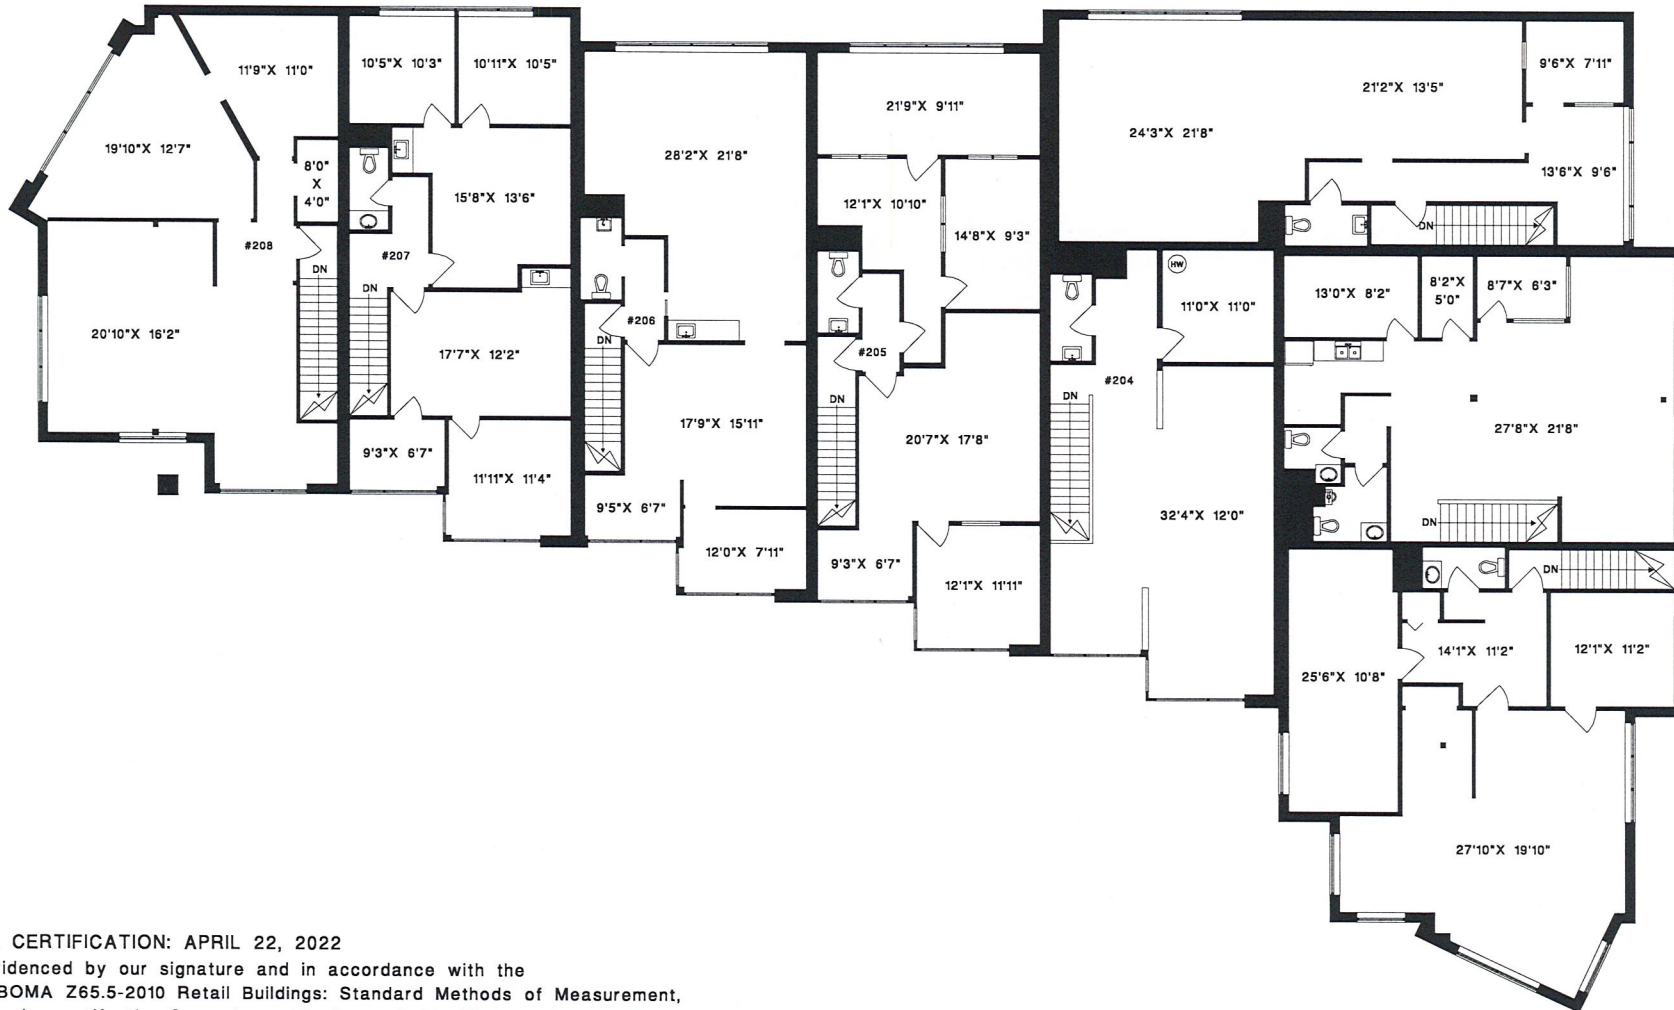 11'9"X 11'0"
19'10"X 12'7"
8'0"
X
4'0"
#208
DN
20'10"X 16'2"
10'5"X 10'3"
10'11"X 10'5"
15'8"X 13'6"
#207
DN
17'7"X 12'2"
9'3"X 6'7"
11'11"X 11'4"
28'2"X 21'8"
#206
DN
17'9"X 15'11"
9'5"X 6'7"
12'0"X 7'11"
21'9"X 9'11"
12'1"X 10'10"
14'8"X 9'3"
#205
DN
20'7"X 17'8"
9'3"X 6'7"
12'1"X 11'11"
HW
11'0"X 11'0"
#204
DN
32'4"X 12'0"
21'2"X 13'5"
9'6"X 7'11"
24'3"X 21'8"
13'6"X 9'6"
DN
13'0"X 8'2"
8'2"X
5'0"
8'7"X 6'3"
27'8"X 21'8"
DN
DN
14'1"X 11'2"
12'1"X 11'2"
25'6"X 10'8"
27'10"X 19'10"
CERTIFICATION: APRIL 22, 2022
idenced by our signature and in accordance with the
BOMA Z65.5-2010 Retail Buildings: Standard Methods of Measurement,